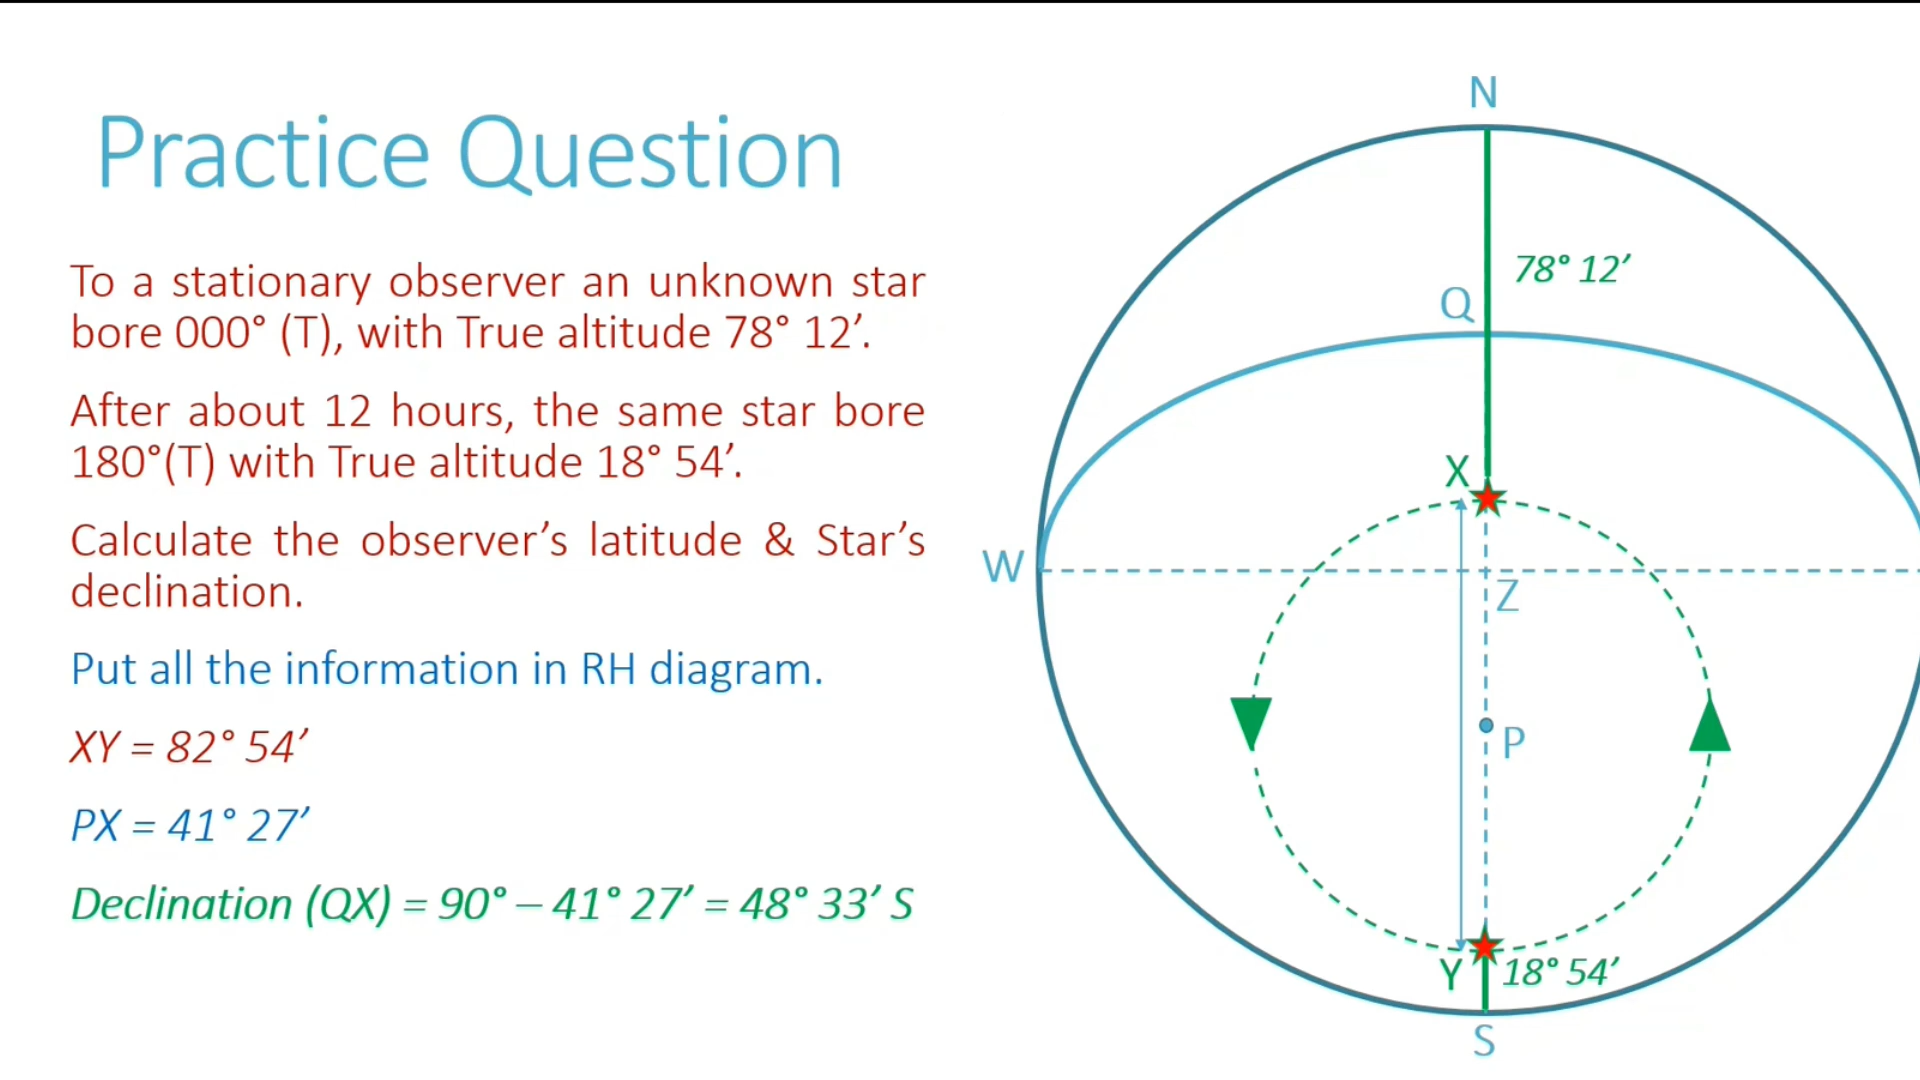 Practice Question
To a stationary observer an unknown star
bore 000° (T), with True altitude 78° 12’.
After about 12 hours, the same star bore
180°(T) with True altitude 18° 54’.
Calculate the observer’s latitude & Star’s
declination.
Put all the information in RH diagram.
XY = 82° 54’
PX = 41° 27’
Declination (QX) = 90° – 41° 27’ = 48° 33’ S
N
78° 12’
Q
X
W
Z
P
Y
18° 54’
S